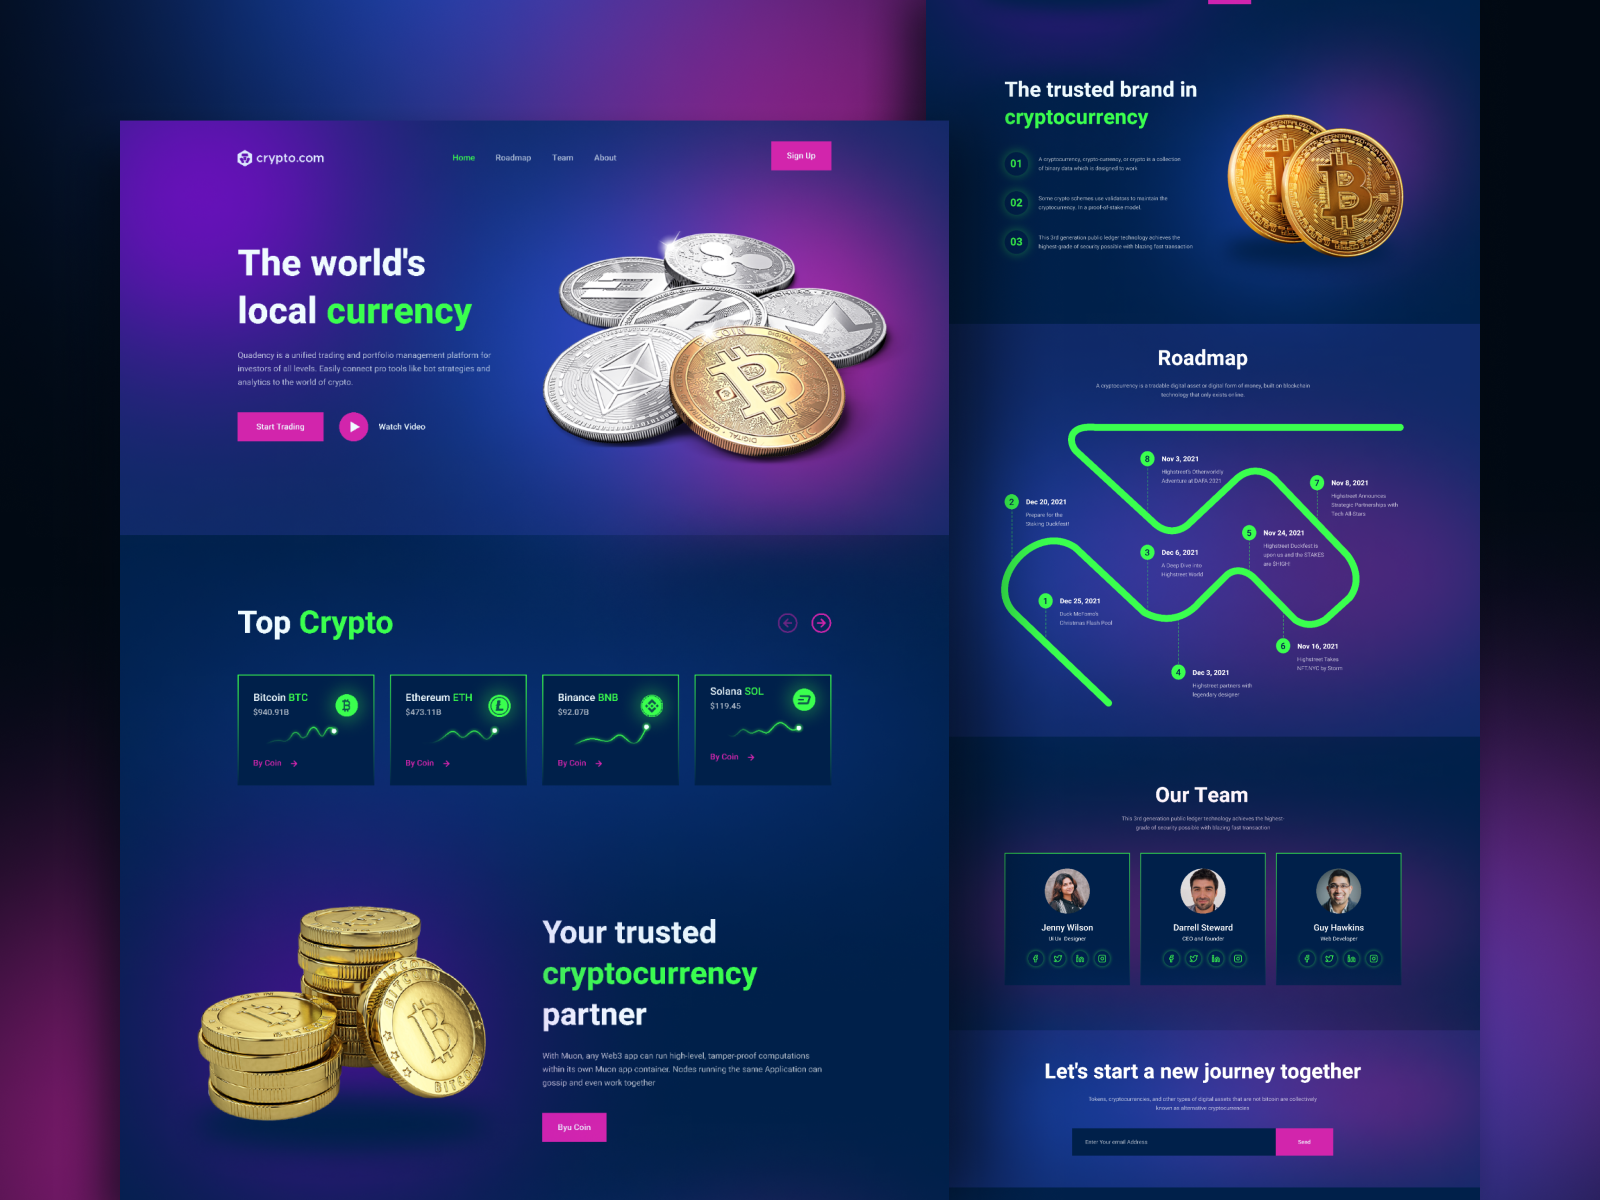 crypto.com
Home
Roadmap
Team
About
Sign Up
The world's
local currency
Quadency is a unified trading and portfolio management platform for
investors of all levels. Easily connect pro tools like bot strategies and
analytics to the world of crypto.
Start Trading
Watch Video
Top Crypto
Bitcoin BTC
$940.91B
By Coin
Ethereum ETH
$473.11B
By Coin
Binance BNB
$92.07B
By Coin
Solana SOL
$119.45
By Coin
BITCOIN
BITCOIN
Your trusted
cryptocurrency
partner
With Muon, any Web3 app can run high-level, tamper-proof computations
within its own Muon app container. Nodes running the same Application can
gossip and even work together
Byu Coin
The trusted brand in
cryptocurrency
01
A cryptocurrency, crypto-currency, or crypto is a collection
of binary data which is designed to work
02
Some crypto schemes use validators to maintain the
cryptocurrency. In a proof-of-stake model.
03
This 3rd generation public ledger technology achieves the
highest-grade of security possible with blazing fast transaction
Roadmap
A cryptocurrency is a tradable digital asset or digital form of money, built on blockchain
technology that only exists online.
8
Nov 3, 2021
Highstreet's Otherworldly
Adventure at DAFA 2021
7
Nov 8, 2021
Highstreet Announces
Strategic Partnerships with
Tech All-Stars
2
Dec 20, 2021
Prepare for the
Staking Duckfest!
5
Nov 24, 2021
Highstreet Duckfest is
upon us and the STAKES
are $HIGH!
3
Dec 6, 2021
A Deep Dive into
Highstreet World
1
Dec 25, 2021
Duck McTom's
Christmas Flash Pool
6
Nov 16, 2021
Highstreet Takes
NFT.NYC by Storm
4
Dec 3, 2021
Highstreet partners with
legendary designer
Our Team
This 3rd generation public ledger technology achieves the highest-
grade of security possible with blazing fast transaction
Jenny Wilson
Ui Ux Designer
Darrell Steward
CEO and founder
Guy Hawkins
Web Developer
Let's start a new journey together
Tokens, cryptocurrencies, and other types of digital assets that are not bitcoin are collectively
known as alternative cryptocurrencies
Enter Your email Address
Send